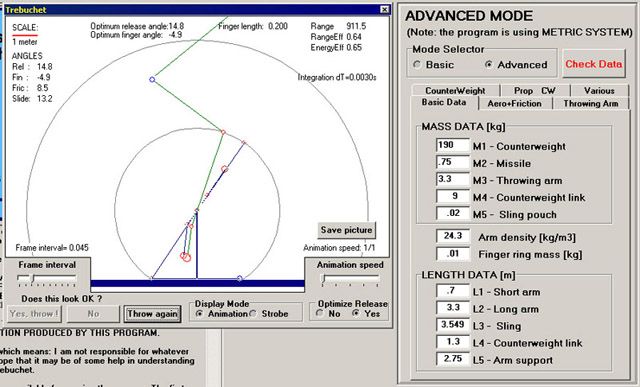 Trebuchet
SCALE:
1 meter
Optimum release angle:14.8
Optimum finger angle: -4.9
Finger length: 0.200
Range 911.5
RangeEff 0.64
EnergyEff 0.65
ANGLES
Rel : 14.8
Fin : -4.9
Fric : 8.5
Slide: 13.2
Integration dT=0.0030s
Save picture
Frame interval= 0.045
Animation speed: 1/1
Frame interval
Animation speed
Does this look OK ?
Yes, throw !
No
Throw again
Display Mode
Animation
Strobe
Optimize Release
No
Yes
TION PRODUCED BY THIS PROGRAM.
which means: I am not responsible for whatever
ope that it may be of some help in understanding
rebuchet.
ADVANCED MODE
(Note: the program is using METRIC SYSTEM)
Mode Selector
Basic
Advanced
Check Data
CounterWeight
Prop CW
Various
Basic Data
Aero+Friction
Throwing Arm
MASS DATA [kg]
190 M1 - Counterweight
.75 M2 - Missile
3.3 M3 - Throwing arm
9 M4 - Counterweight link
.02 M5 - Sling pouch
24.3 Arm density [kg/m3]
.01 Finger ring mass [kg]
LENGTH DATA [m]
.7 L1 - Short arm
3.3 L2 - Long arm
3.549 L3 - Sling
1.3 L4 - Counterweight link
2.75 L5 - Arm support